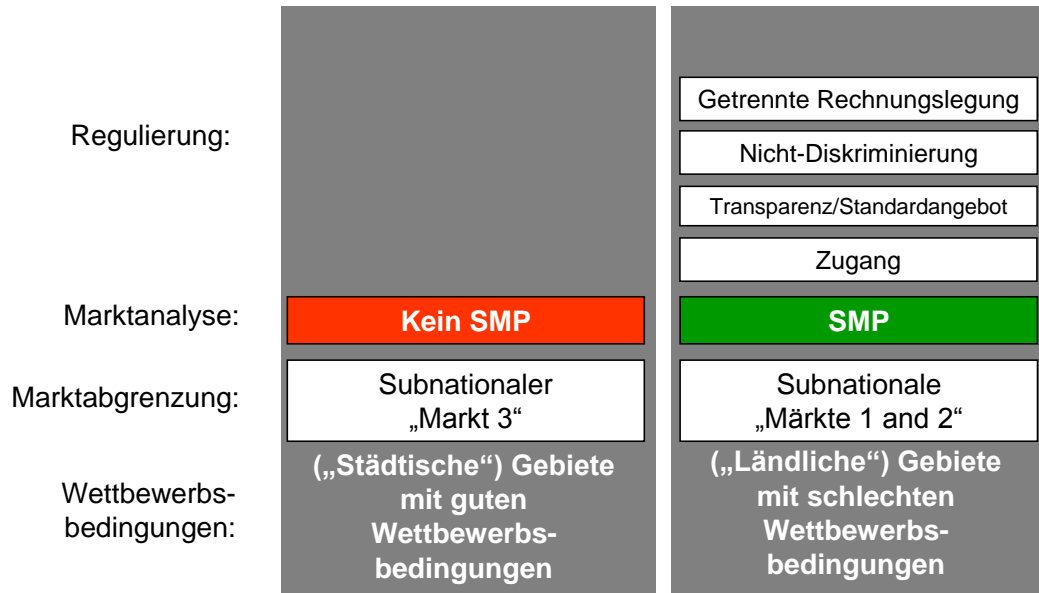 Regulierung:
Getrennte Rechnungslegung
Nicht-Diskriminierung
Transparenz/Standardangebot
Zugang
Marktanalyse:
Kein SMP
SMP
Marktabgrenzung:
Subnationaler
„Markt 3“
Subnationale
„Märkte 1 and 2“
Wettbewerbs-
bedingungen:
(„Städtische“) Gebiete
mit guten
Wettbewerbs-
bedingungen
(„Ländliche“) Gebiete
mit schlechten
Wettbewerbs-
bedingungen